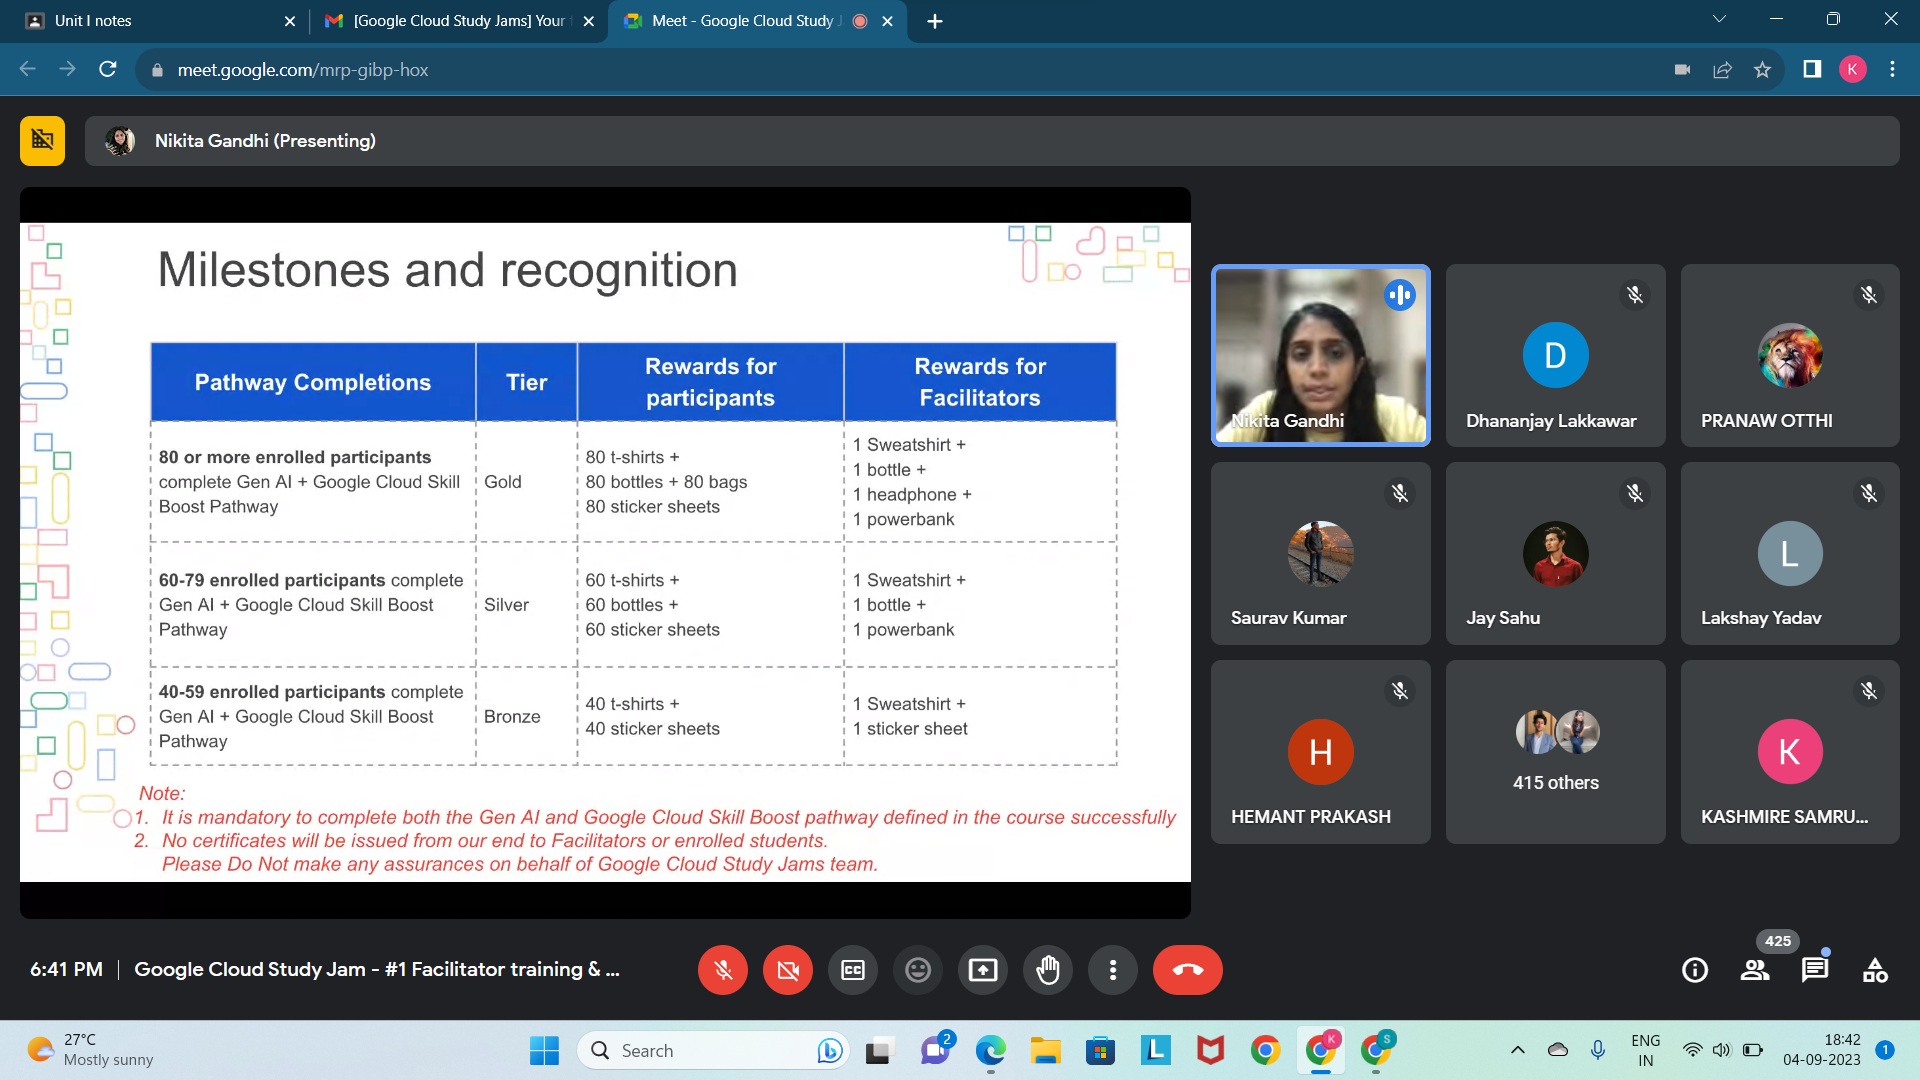 Unit I notes
[Google Cloud Study Jams] Your
Meet - Google Cloud Study J
meet.google.com/mrp-gibp-hox
K
Nikita Gandhi (Presenting)
Milestones and recognition
Pathway Completions
Tier
Rewards for
participants
Rewards for
Facilitators
80 or more enrolled participants
complete Gen AI + Google Cloud Skill
Boost Pathway
Gold
80 t-shirts +
80 bottles + 80 bags
80 sticker sheets
1 Sweatshirt +
1 bottle +
1 headphone +
1 powerbank
60-79 enrolled participants complete
Gen AI + Google Cloud Skill Boost
Pathway
Silver
60 t-shirts +
60 bottles +
60 sticker sheets
1 Sweatshirt +
1 bottle +
1 powerbank
40-59 enrolled participants complete
Gen AI + Google Cloud Skill Boost
Pathway
Bronze
40 t-shirts +
40 sticker sheets
1 Sweatshirt +
1 sticker sheet
Note:
1. It is mandatory to complete both the Gen AI and Google Cloud Skill Boost pathway defined in the course successfully
2. No certificates will be issued from our end to Facilitators or enrolled students.
Please Do Not make any assurances on behalf of Google Cloud Study Jams team.
Nikita Gandhi
D
Dhananjay Lakkawar
PRANAW OTTHI
Saurav Kumar
Jay Sahu
L
Lakshay Yadav
H
HEMANT PRAKASH
415 others
K
KASHMIRE SAMRU...
6:41 PM
Google Cloud Study Jam - #1 Facilitator training & ...
CC
425
27°C
Mostly sunny
Search
2
L
K
S
ENG
IN
18:42
04-09-2023
1